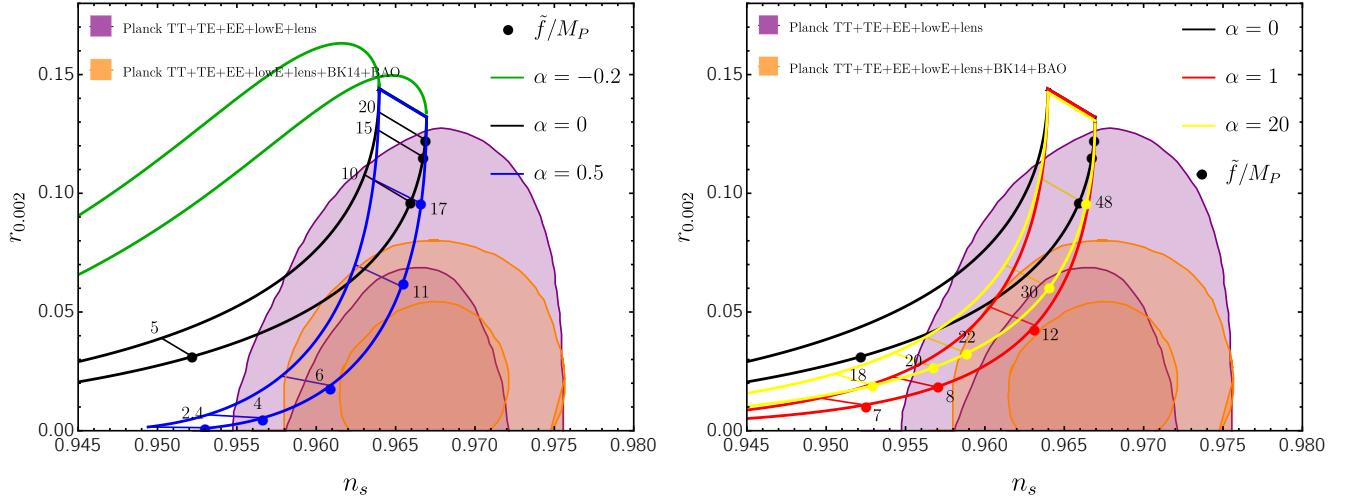 Planck TT+TE+EE+lowE+lens
Planck TT+TE+EE+lowE+lens+BK14+BAO
f̃/M_P
α = −0.2
α = 0
α = 0.5
20
15
10
17
11
5
6
4
2.4
0.15
0.10
0.05
0.00
r_{0.002}
0.945 0.950 0.955 0.960 0.965 0.970 0.975 0.980
n_s
Planck TT+TE+EE+lowE+lens
Planck TT+TE+EE+lowE+lens+BK14+BAO
α = 0
α = 1
α = 20
f̃/M_P
48
30
12
22
20
18
8
7
0.15
0.10
0.05
0.00
r_{0.002}
0.945 0.950 0.955 0.960 0.965 0.970 0.975 0.980
n_s